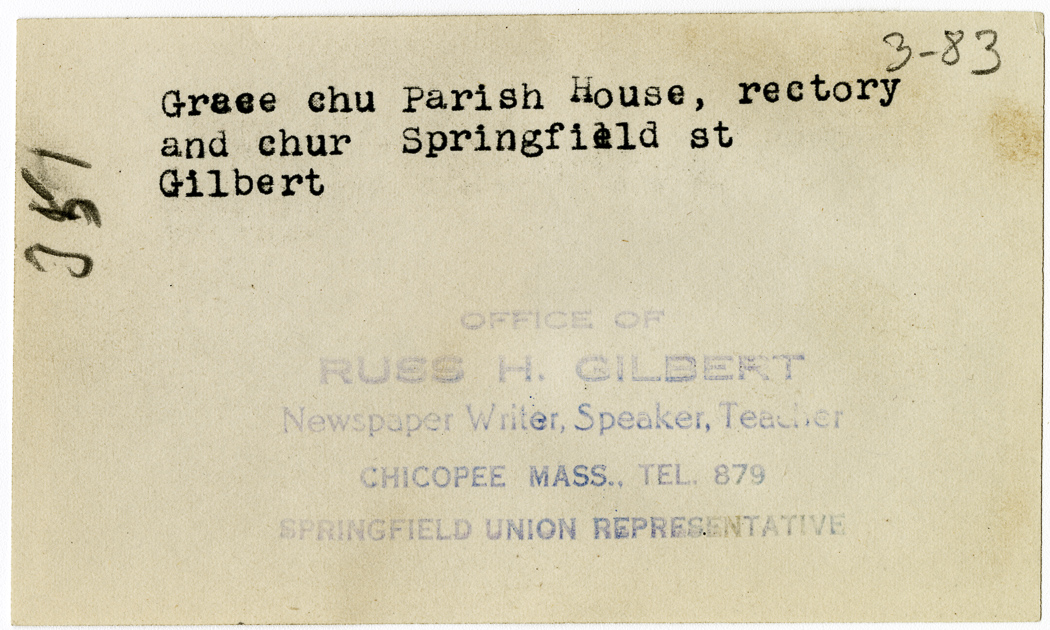 3-83
Grace chu Parish House, rectory
and chur Springfield st
Gilbert
OFFICE OF
RUSS H. GILBERT
Newspaper Writer, Speaker, Teacher
CHICOPEE MASS., TEL. 879
SPRINGFIELD UNION REPRESENTATIVE